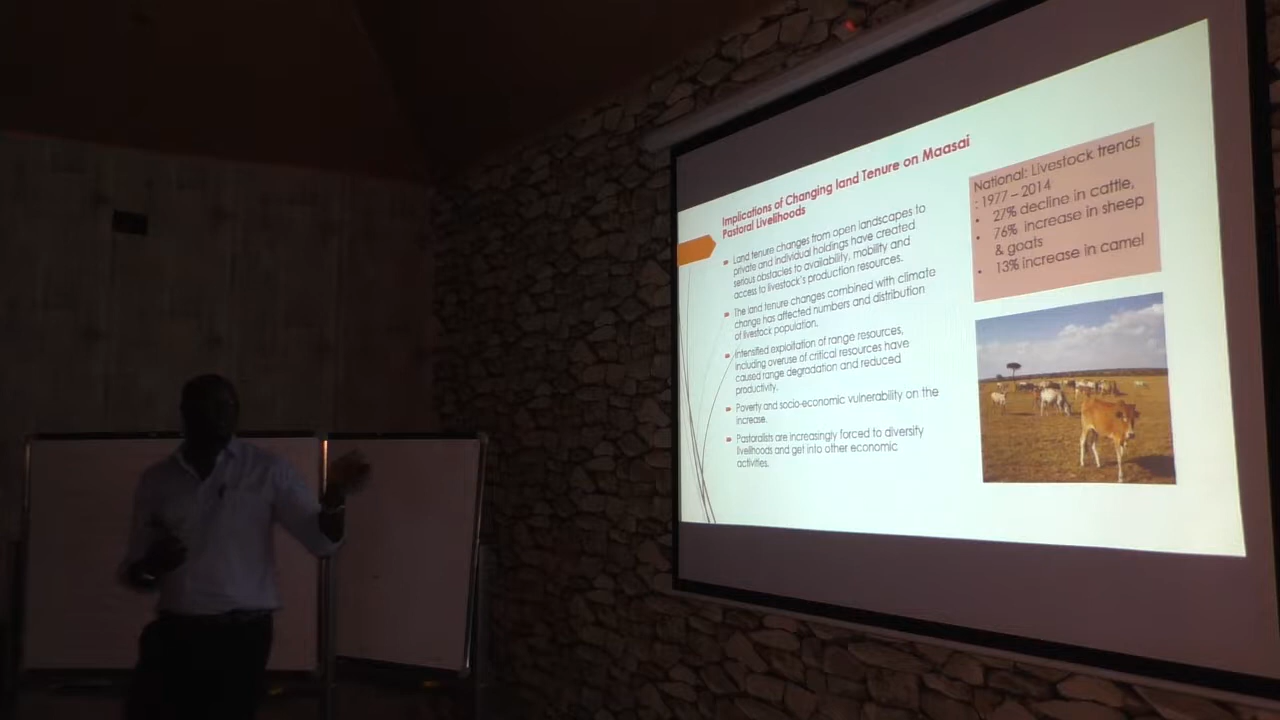 Implications of Changing land Tenure on Maasai
Pastoral Livelihoods
Land tenure changes from open landscapes to
private and individual holdings have created
serious obstacles to availability, mobility and
access to livestock's production resources.
The land tenure changes combined with climate
change has affected numbers and distribution
of livestock population.
Intensified exploitation of range resources,
including overuse of critical resources have
caused range degradation and reduced
productivity.
Poverty and socio-economic vulnerability on the
increase.
Pastoralists are increasingly forced to diversify
livelihoods and get into other economic
activities.
National: Livestock trends
: 1977 – 2014
• 27% decline in cattle,
• 76% increase in sheep
& goats
• 13% increase in camel